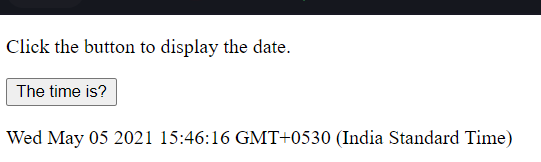 Click the button to display the date.
The time is?
Wed May 05 2021 15:46:16 GMT+0530 (India Standard Time)